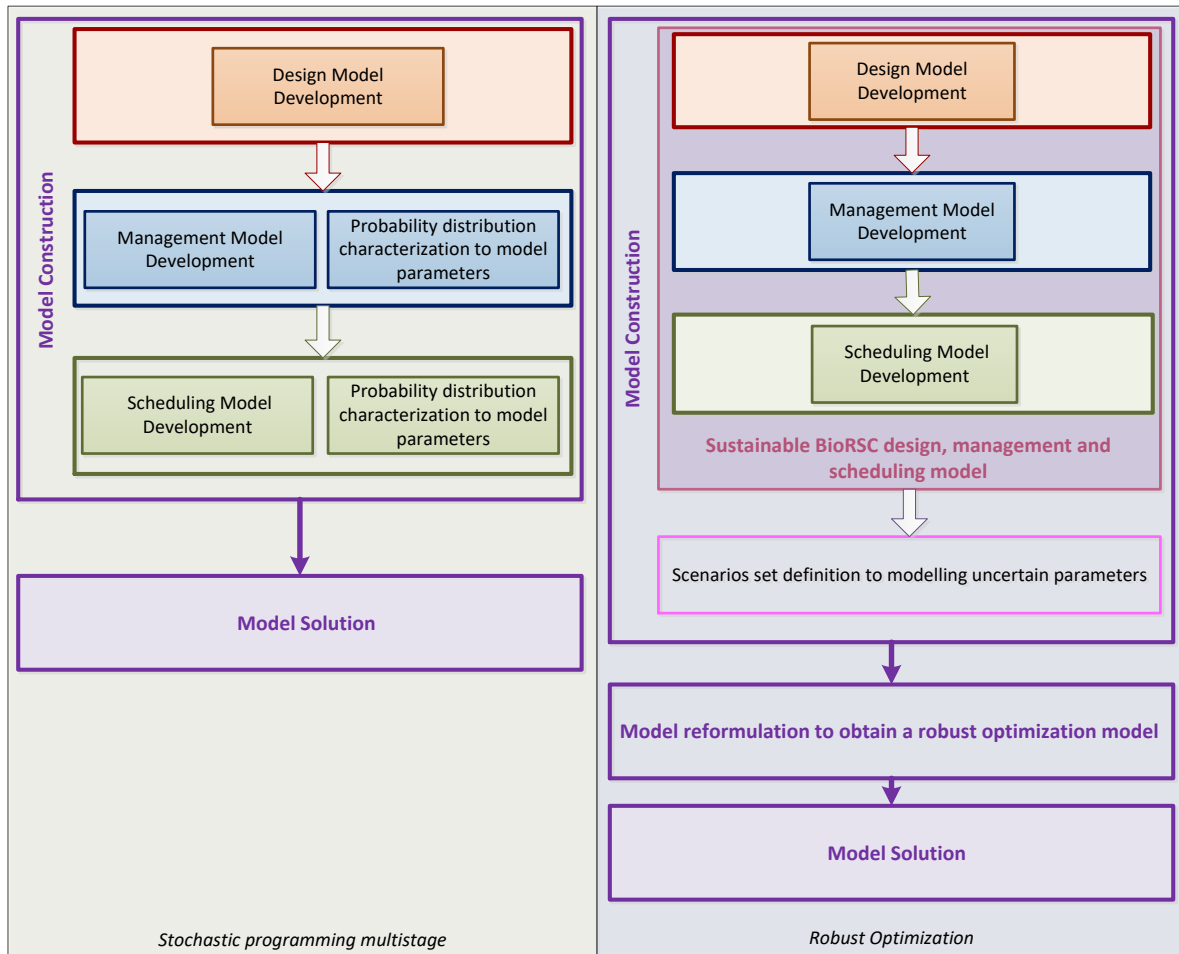 Model Construction
Design Model
Development
Management Model
Development
Probability distribution
characterization to model
parameters
Scheduling Model
Development
Probability distribution
characterization to model
parameters
Model Solution
Stochastic programming multistage
Model Construction
Design Model
Development
Management Model
Development
Scheduling Model
Development
Sustainable BioRSC design, management and
scheduling model
Scenarios set definition to modelling uncertain parameters
Model reformulation to obtain a robust optimization model
Model Solution
Robust Optimization